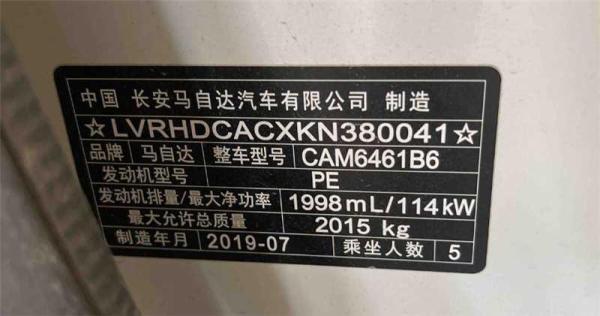 中国 长安马自达汽车有限公司 制造
☆LVRHDCACXKN380041☆
品牌 马自达 整车型号 CAM6461B6
发动机型号 PE
发动机排量/最大净功率 1998mL/114kW
最大允许总质量 2015 kg
制造年月 2019-07 乘坐人数 5